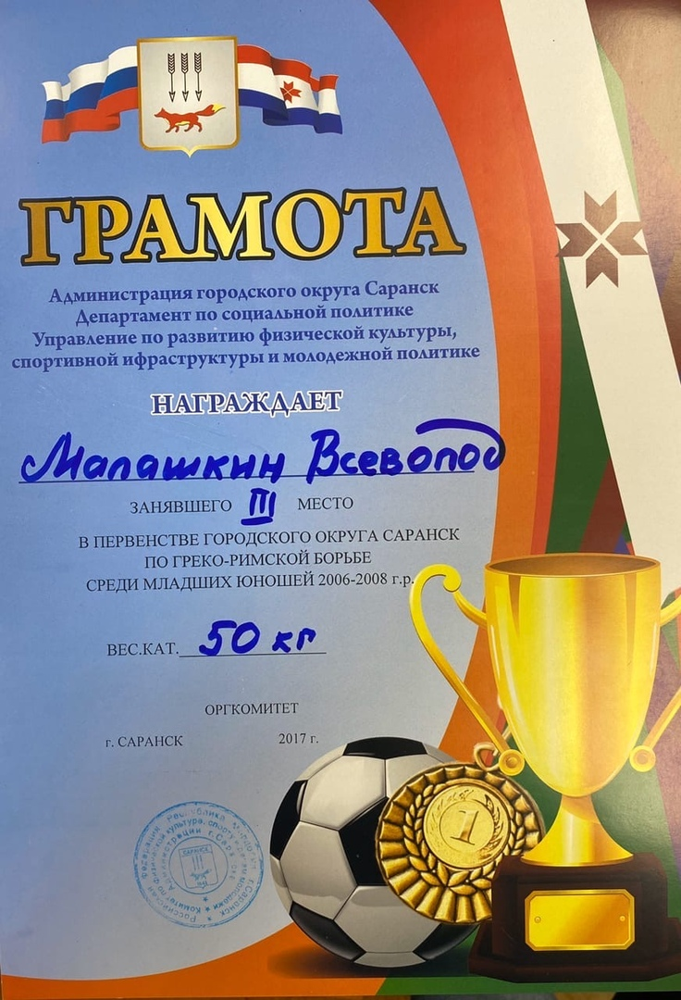 ГРАМОТА
Администрация городского округа Саранск
Департамент по социальной политике
Управление по развитию физической культуры,
спортивной ифраструктуры и молодежной политике
НАГРАЖДАЕТ
Малашкин Всеволод
ЗАНЯВШЕГО III МЕСТО
В ПЕРВЕНСТВЕ ГОРОДСКОГО ОКРУГА САРАНСК
ПО ГРЕКО-РИМСКОЙ БОРЬБЕ
СРЕДИ МЛАДШИХ ЮНОШЕЙ 2006-2008 г.р.
ВЕС.КАТ. 50 кг
ОРГКОМИТЕТ
г. САРАНСК 2017 г.
1
САРАНСК